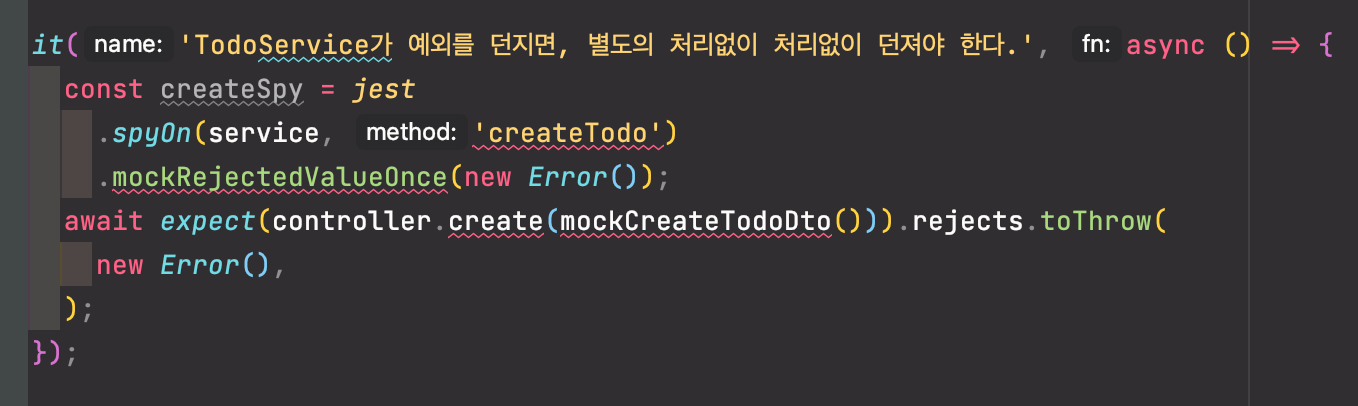 it( name: 'TodoService가 예외를 던지면, 별도의 처리없이 처리없이 던져야 한다.', fn: async () => {
const createSpy = jest
.spyOn(service, method: 'createTodo')
.mockRejectedValueOnce(new Error());
await expect(controller.create(mockCreateTodoDto())).rejects.toThrow(
new Error(),
);
});